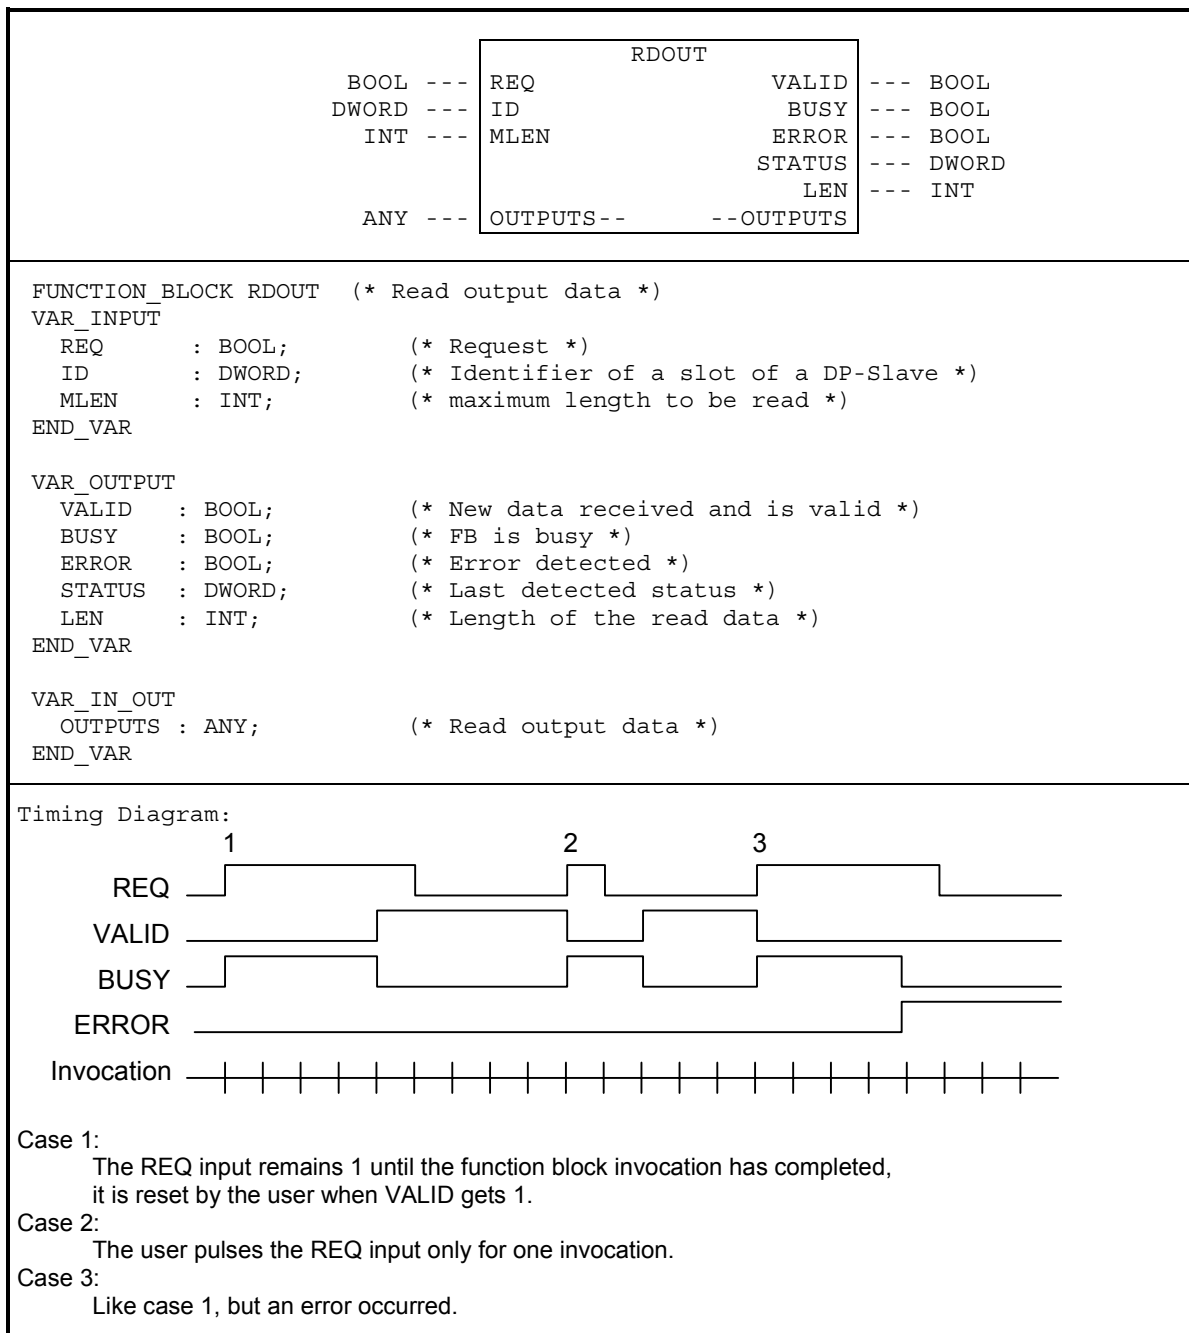 RDOUT
BOOL --- REQ VALID --- BOOL
DWORD --- ID BUSY --- BOOL
INT --- MLEN ERROR --- BOOL
STATUS --- DWORD
LEN --- INT
ANY --- OUTPUTS-- --OUTPUTS
FUNCTION_BLOCK RDOUT (* Read output data *)
VAR_INPUT
REQ : BOOL; (* Request *)
ID : DWORD; (* Identifier of a slot of a DP-Slave *)
MLEN : INT; (* maximum length to be read *)
END_VAR
VAR_OUTPUT
VALID : BOOL; (* New data received and is valid *)
BUSY : BOOL; (* FB is busy *)
ERROR : BOOL; (* Error detected *)
STATUS : DWORD; (* Last detected status *)
LEN : INT; (* Length of the read data *)
END_VAR
VAR_IN_OUT
OUTPUTS : ANY; (* Read output data *)
END_VAR
Timing Diagram:
1 2 3
REQ
VALID
BUSY
ERROR
Invocation
Case 1:
The REQ input remains 1 until the function block invocation has completed,
it is reset by the user when VALID gets 1.
Case 2:
The user pulses the REQ input only for one invocation.
Case 3:
Like case 1, but an error occurred.